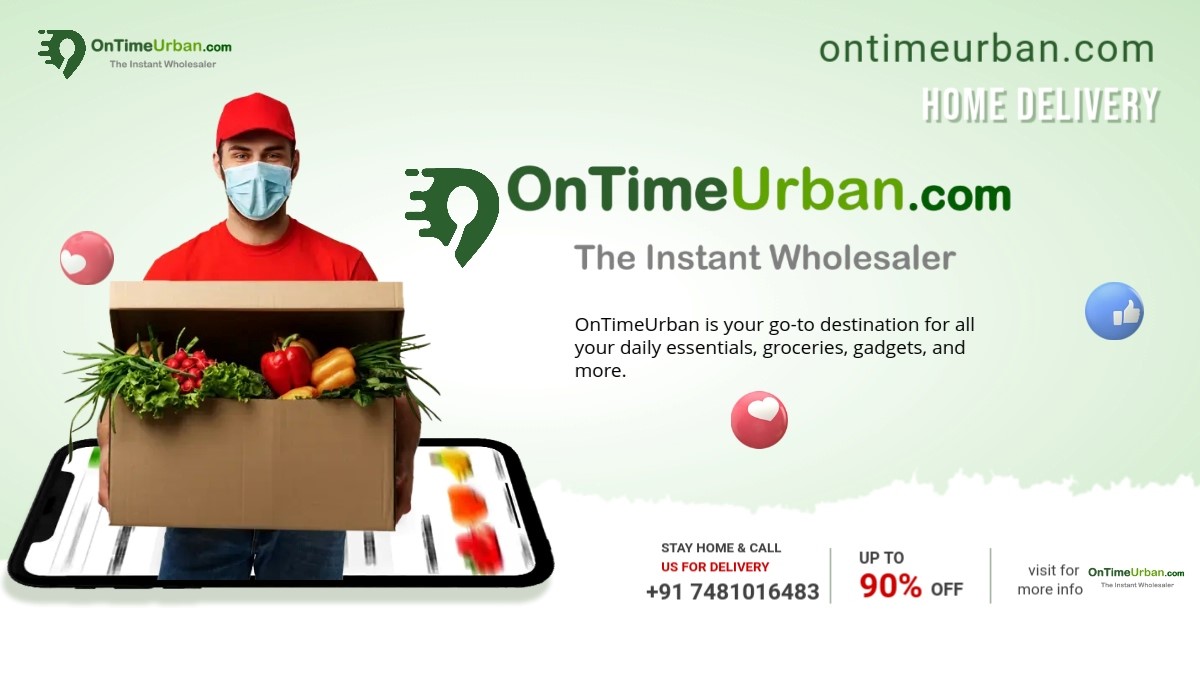 OnTimeUrban.com
The Instant Wholesaler
ontimeurban.com
HOME DELIVERY
OnTimeUrban.com
The Instant Wholesaler
OnTimeUrban is your go-to destination for all
your daily essentials, groceries, gadgets, and
more.
STAY HOME & CALL
US FOR DELIVERY
+91 7481016483
UP TO
90% OFF
visit for
more info
OnTimeUrban.com
The Instant Wholesaler